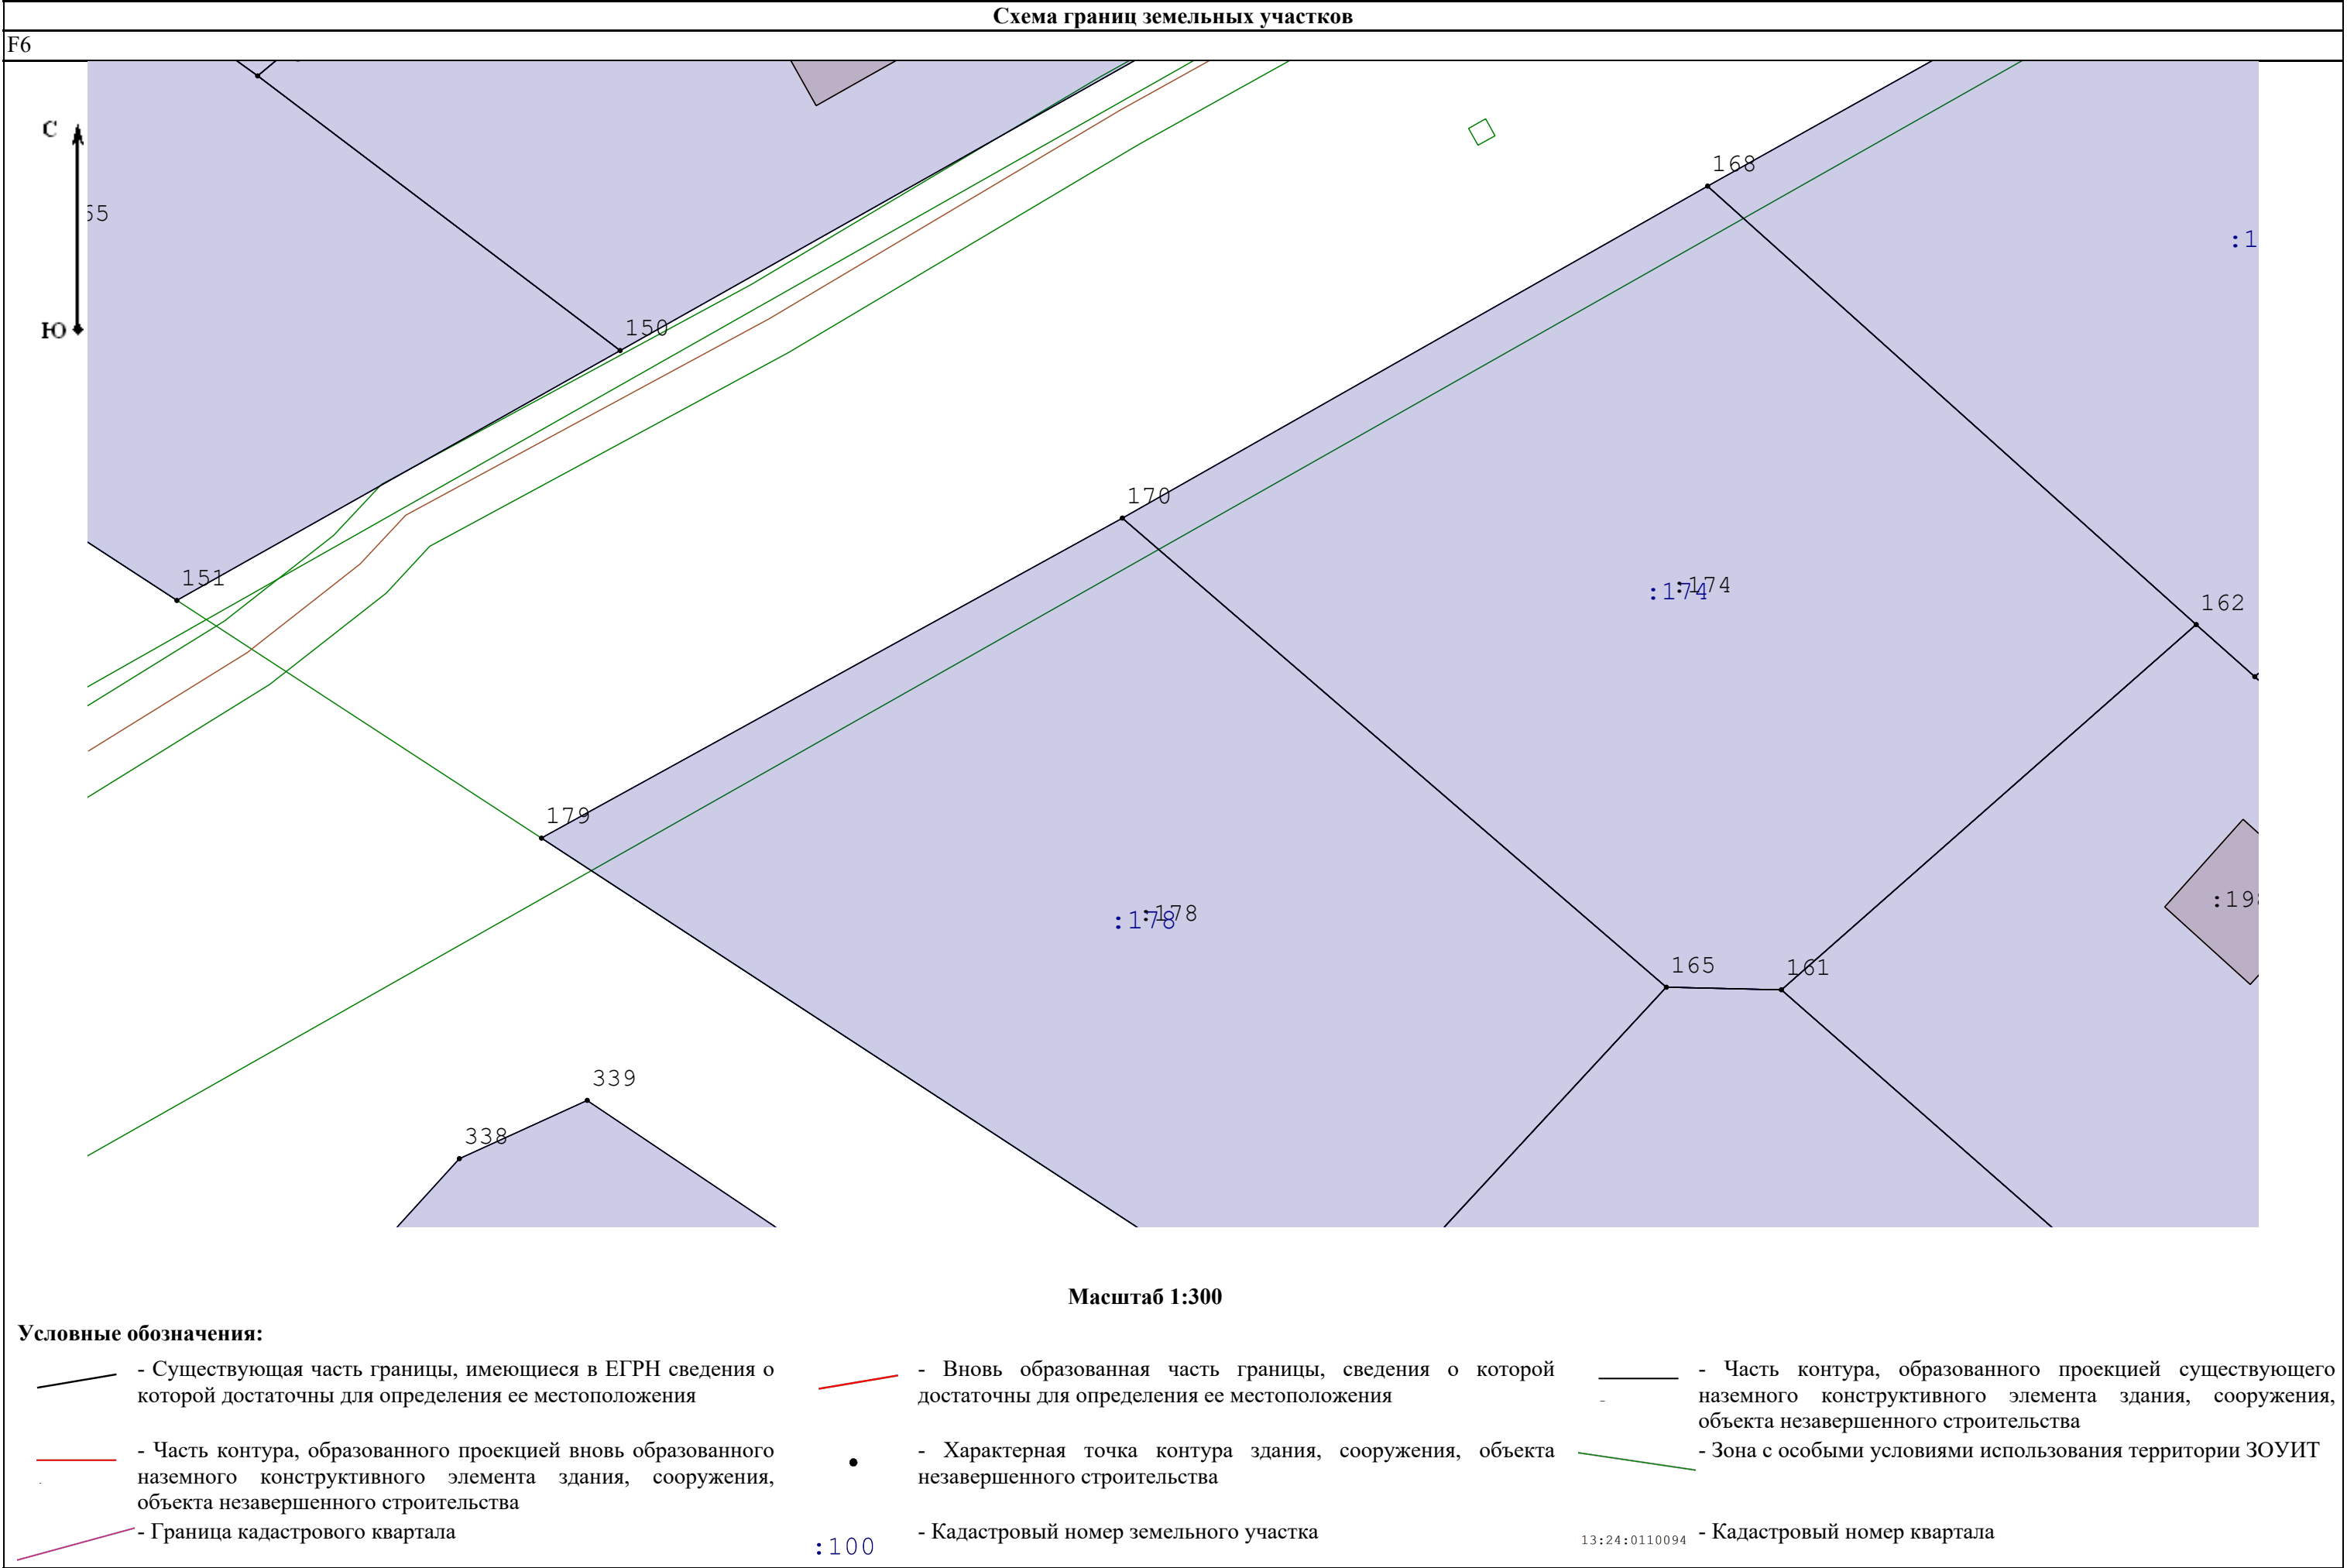 Схема границ земельных участков
F6
С
Ю
168
:1
150
170
151
:174
:174
162
179
:178
:178
:19
165
161
339
338
Масштаб 1:300
Условные обозначения:
- Существующая часть границы, имеющиеся в ЕГРН сведения о
которой достаточны для определения ее местоположения
- Вновь образованная часть границы, сведения о которой
достаточны для определения ее местоположения
- Часть контура, образованного проекцией существующего
наземного конструктивного элемента здания, сооружения,
объекта незавершенного строительства
- Часть контура, образованного проекцией вновь образованного
наземного конструктивного элемента здания, сооружения,
объекта незавершенного строительства
- Характерная точка контура здания, сооружения, объекта
незавершенного строительства
- Зона с особыми условиями использования территории ЗОУИТ
- Граница кадастрового квартала
:100
- Кадастровый номер земельного участка
13:24:0110094
- Кадастровый номер квартала